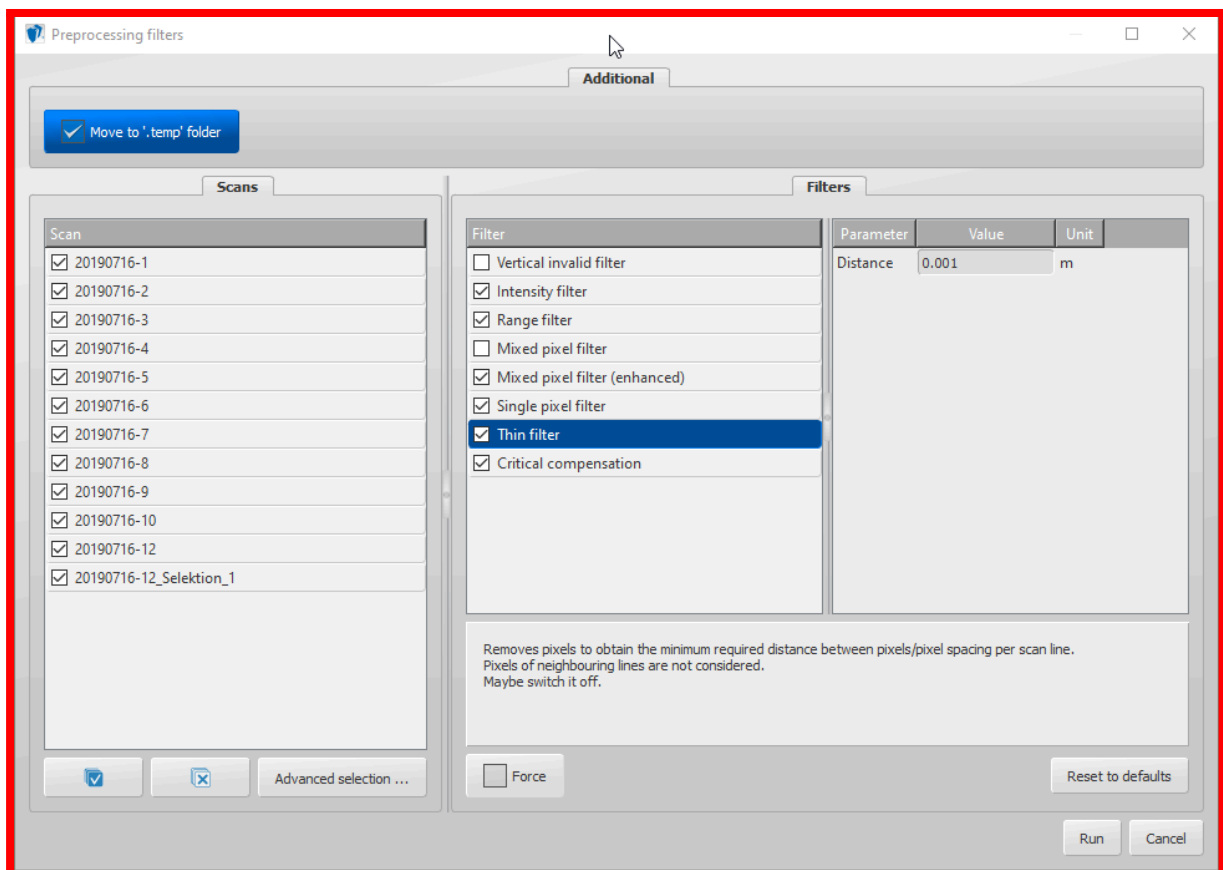 Preprocessing filters
Additional
Move to '.temp' folder
Scans
Scan
20190716-1
20190716-2
20190716-3
20190716-4
20190716-5
20190716-6
20190716-7
20190716-8
20190716-9
20190716-10
20190716-12
20190716-12_Selektion_1
Advanced selection ...
Filters
Filter
Vertical invalid filter
Intensity filter
Range filter
Mixed pixel filter
Mixed pixel filter (enhanced)
Single pixel filter
Thin filter
Critical compensation
Parameter Value Unit
Distance 0.001 m
Removes pixels to obtain the minimum required distance between pixels/pixel spacing per scan line.
Pixels of neighbouring lines are not considered.
Maybe switch it off.
Force
Reset to defaults
Run Cancel